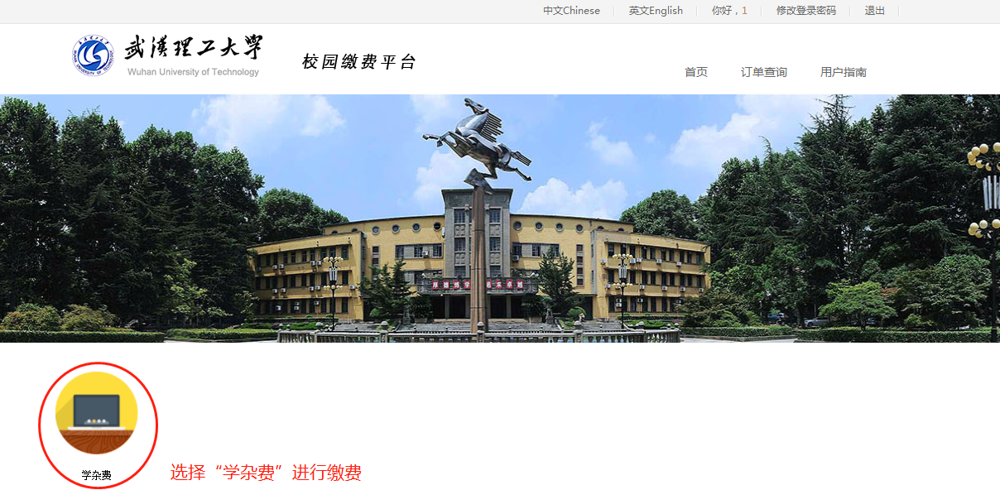 中文Chinese 英文English 你好，1 修改登录密码 退出
武汉理工大学
Wuhan University of Technology
校园缴费平台
首页 订单查询 用户指南
学杂费
选择“学杂费”进行缴费